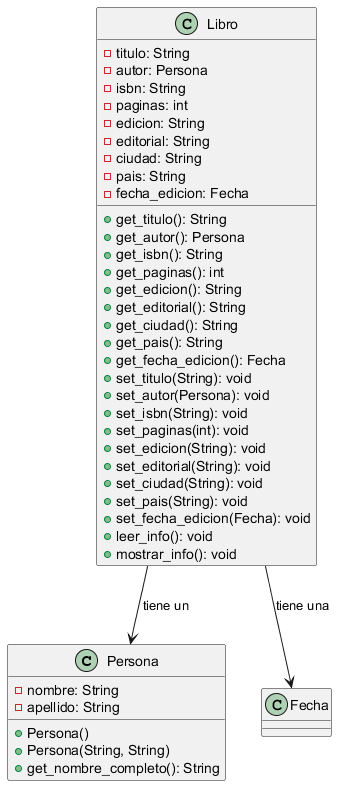 C Libro
titulo: String
autor: Persona
isbn: String
paginas: int
edicion: String
editorial: String
ciudad: String
pais: String
fecha_edicion: Fecha
get_titulo(): String
get_autor(): Persona
get_isbn(): String
get_paginas(): int
get_edicion(): String
get_editorial(): String
get_ciudad(): String
get_pais(): String
get_fecha_edicion(): Fecha
set_titulo(String): void
set_autor(Persona): void
set_isbn(String): void
set_paginas(int): void
set_edicion(String): void
set_editorial(String): void
set_ciudad(String): void
set_pais(String): void
set_fecha_edicion(Fecha): void
leer_info(): void
mostrar_info(): void
tiene un
tiene una
C Persona
nombre: String
apellido: String
Persona()
Persona(String, String)
get_nombre_completo(): String
C Fecha